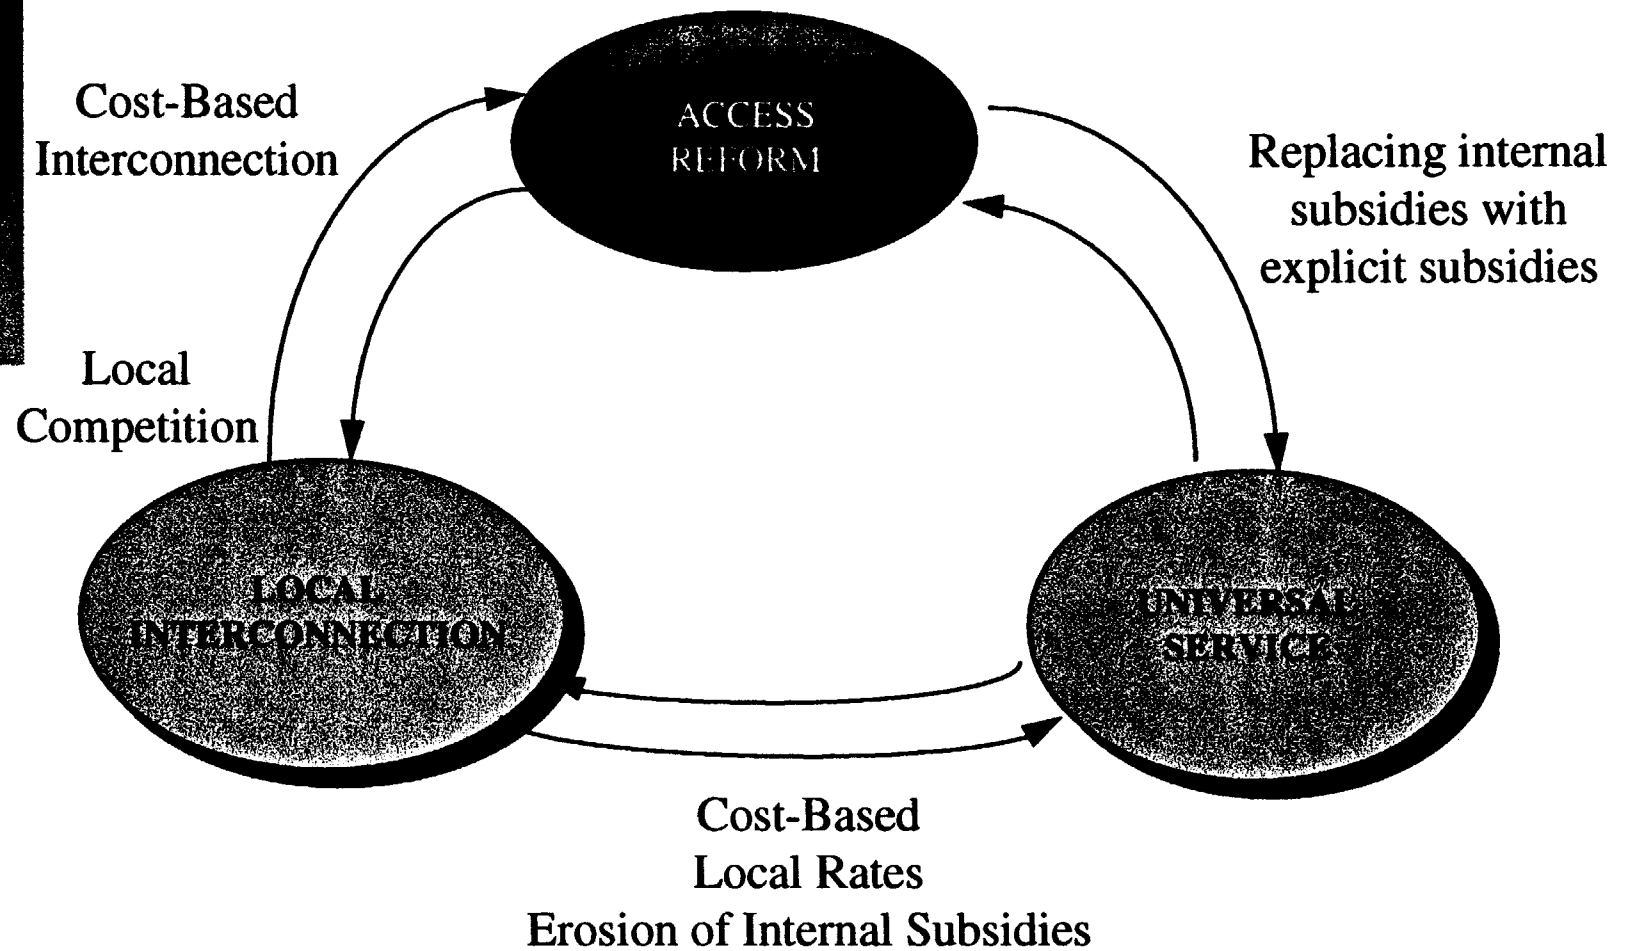 ACCESS
REFORM
Cost-Based
Interconnection
Replacing internal
subsidies with
explicit subsidies
Local
Competition
LOCAL
INTERCONNECTION
UNIVERSAL
SERVICE
Cost-Based
Local Rates
Erosion of Internal Subsidies